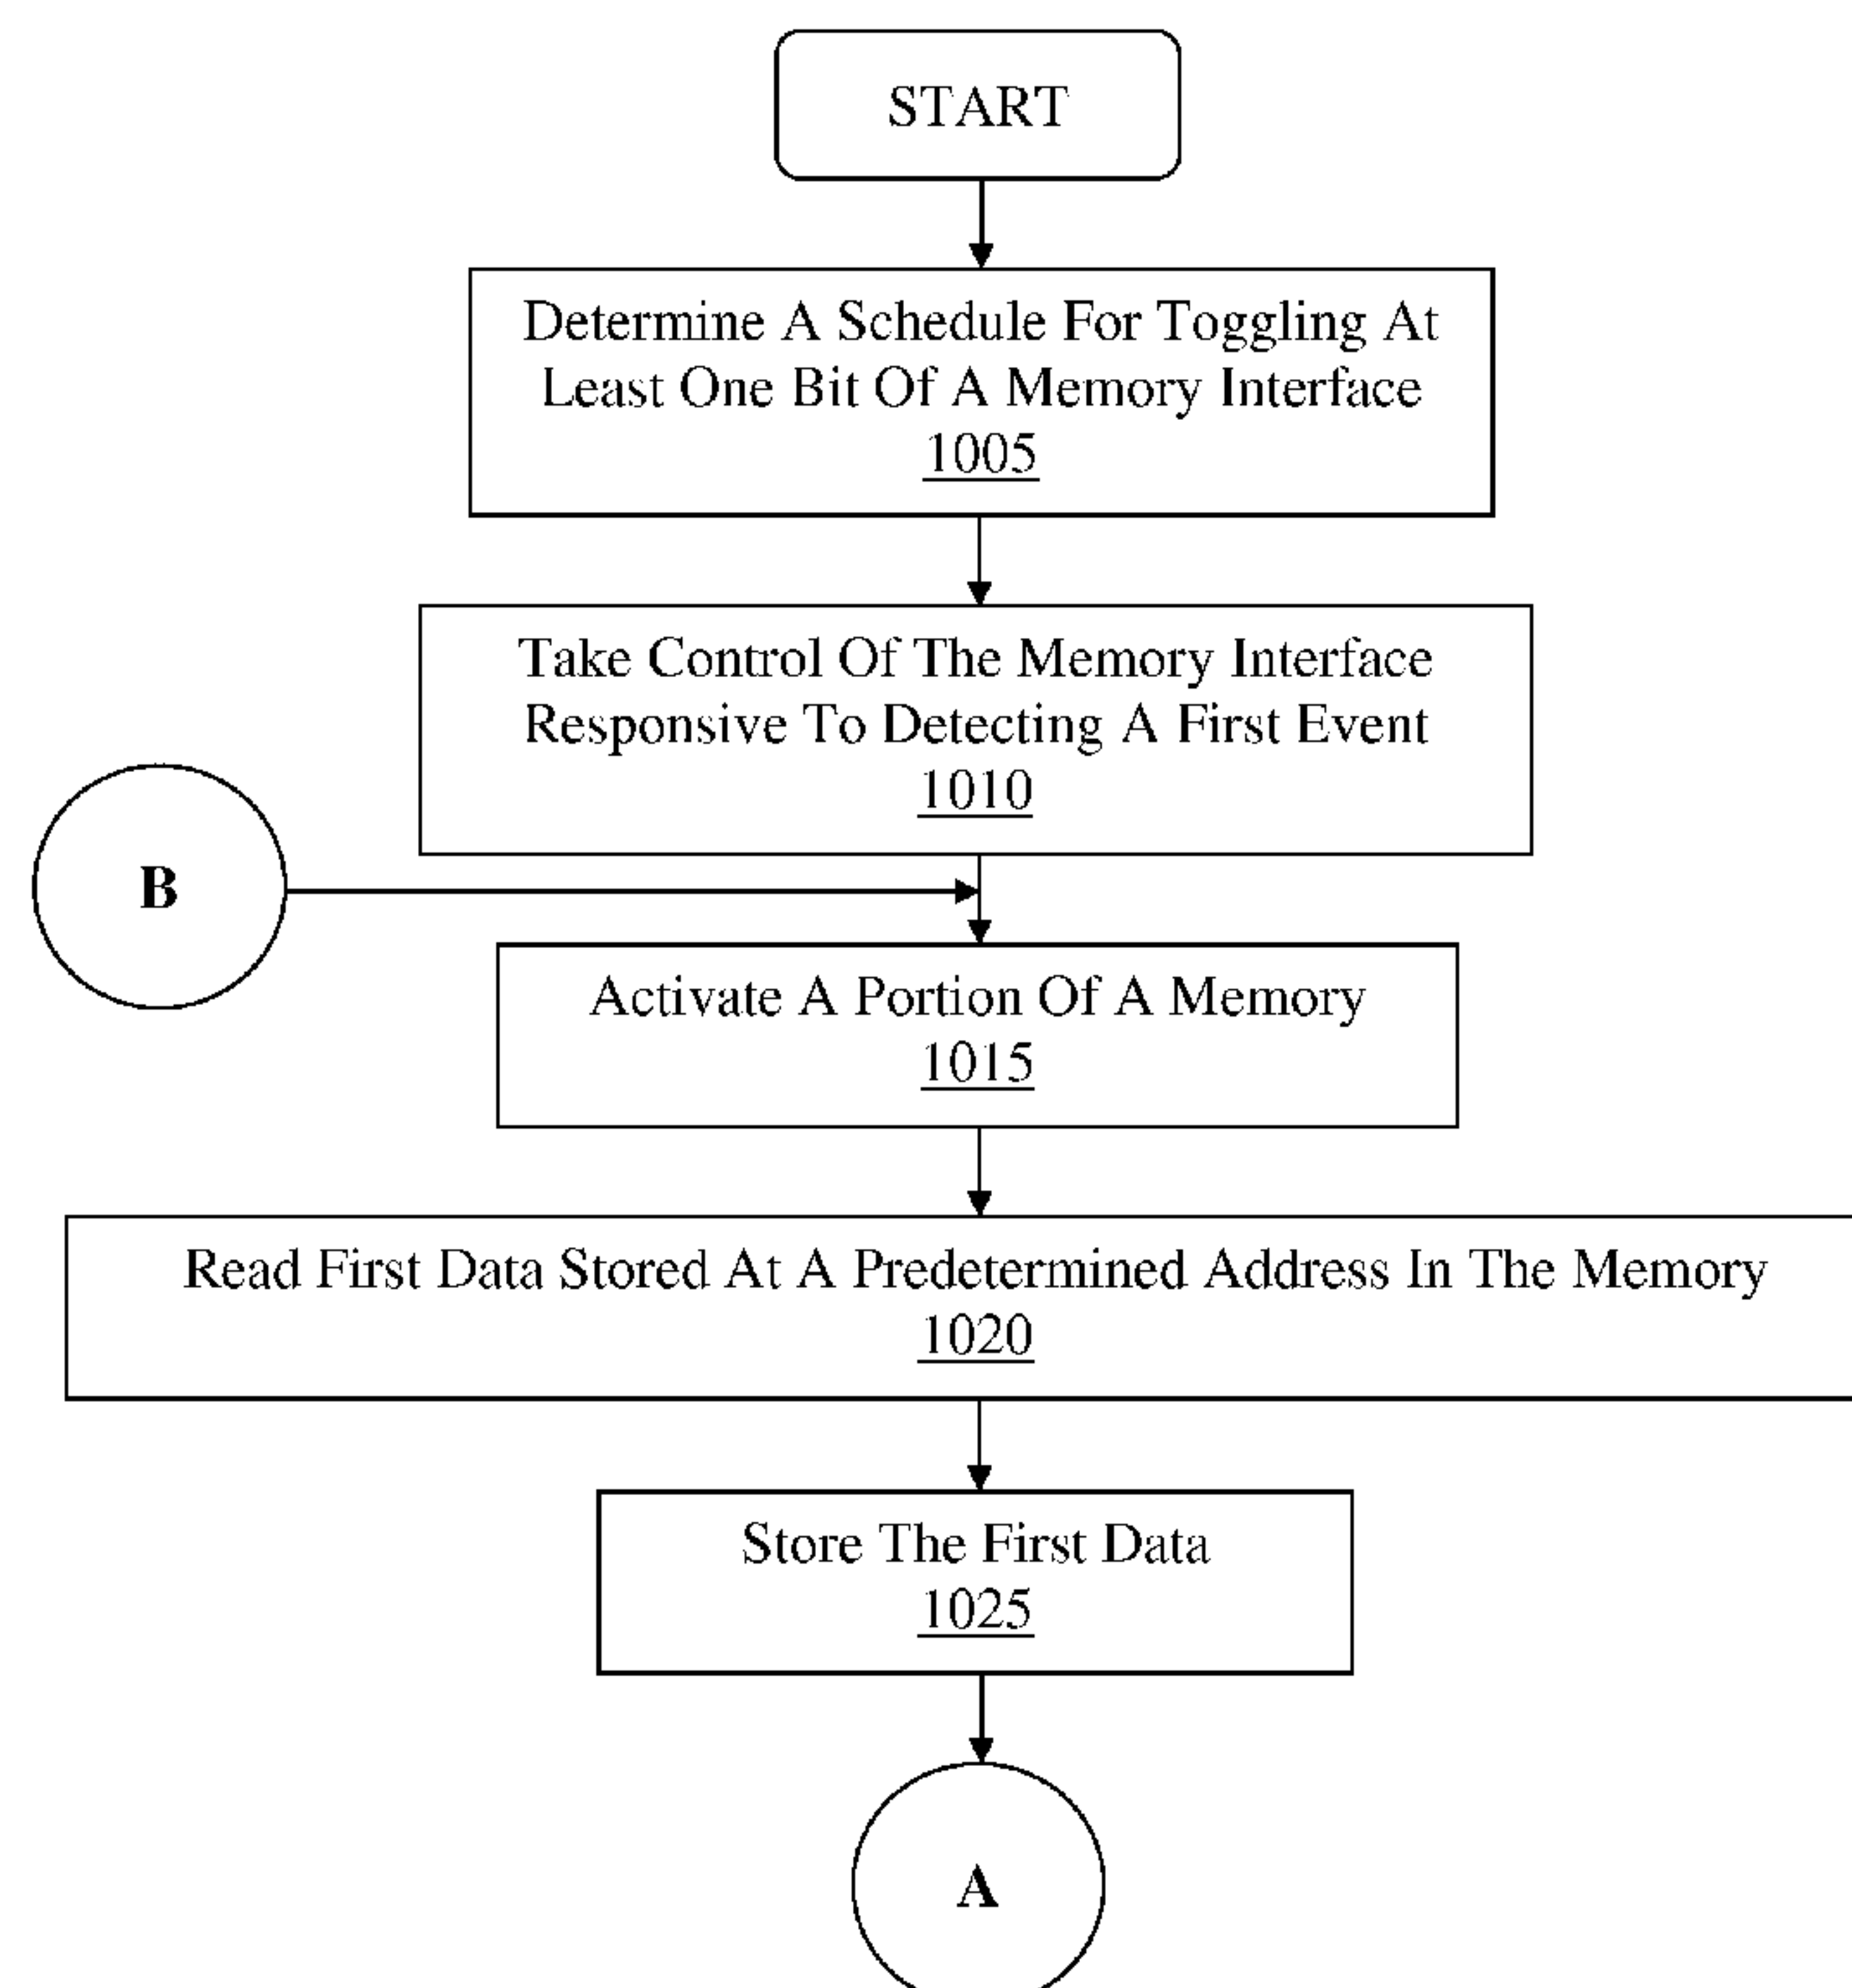 START
Determine A Schedule For Toggling At
Least One Bit Of A Memory Interface
1005
Take Control Of The Memory Interface
Responsive To Detecting A First Event
1010
B
Activate A Portion Of A Memory
1015
Read First Data Stored At A Predetermined Address In The Memory
1020
Store The First Data
1025
A